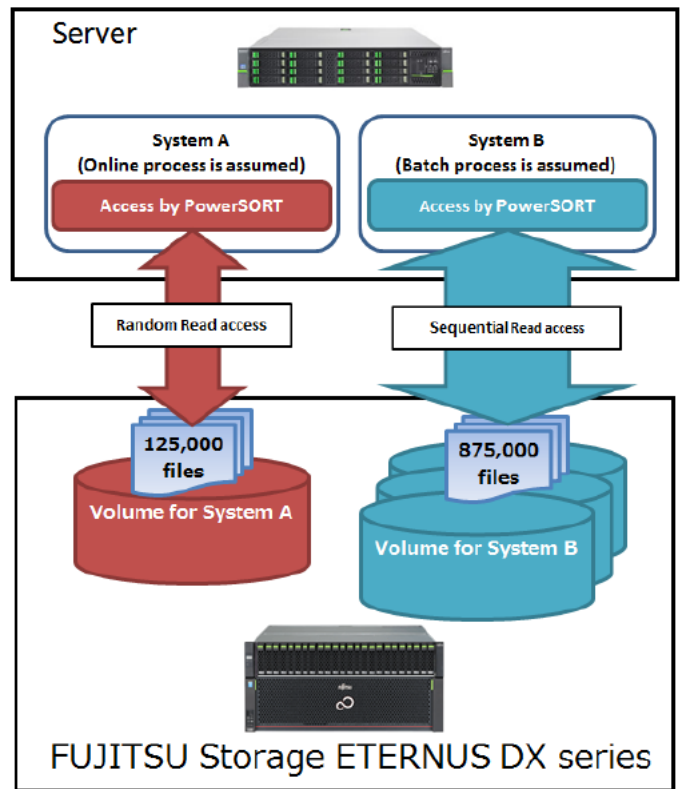 Server
System A
(Online process is assumed)
Access by PowerSORT
System B
(Batch process is assumed)
Access by PowerSORT
Random Read access
Sequential Read access
125,000
files
Volume for System A
875,000
files
Volume for System B
FUJITSU
FUJITSU Storage ETERNUS DX series